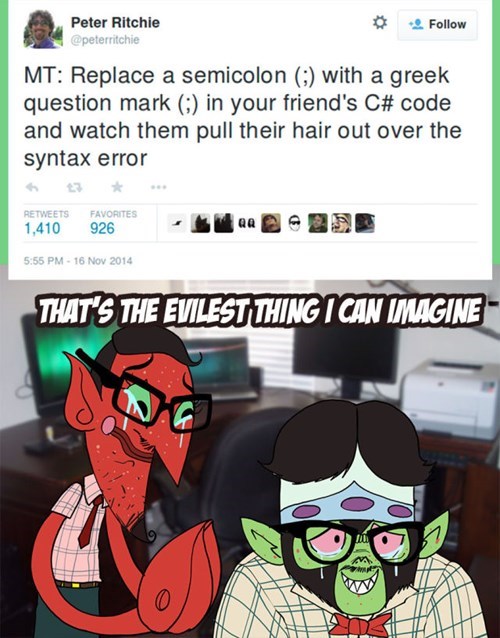 Peter Ritchie
@peterritchie
Follow
MT: Replace a semicolon (;) with a greek
question mark (;) in your friend's C# code
and watch them pull their hair out over the
syntax error
RETWEETS FAVORITES
1,410 926
5:55 PM - 16 Nov 2014
THAT'S THE EVILEST THING I CAN IMAGINE